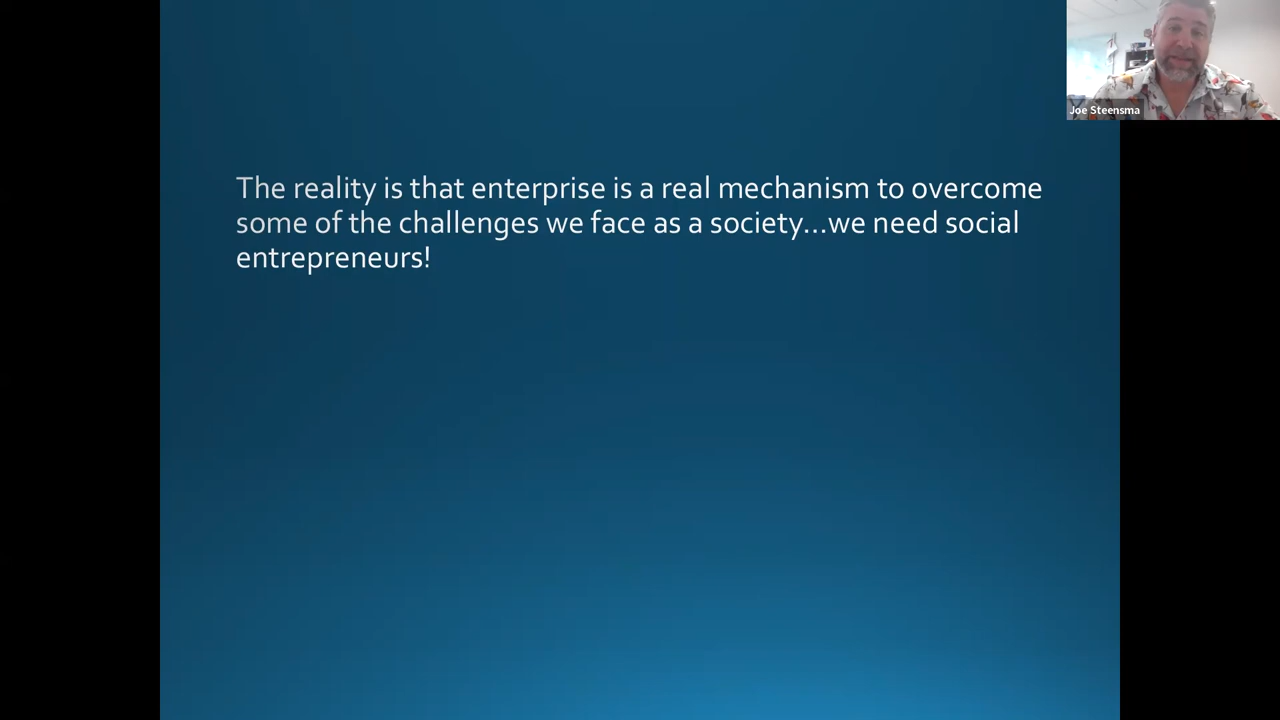 The reality is that enterprise is a real mechanism to overcome
some of the challenges we face as a society...we need social
entrepreneurs!
Joe Steensma